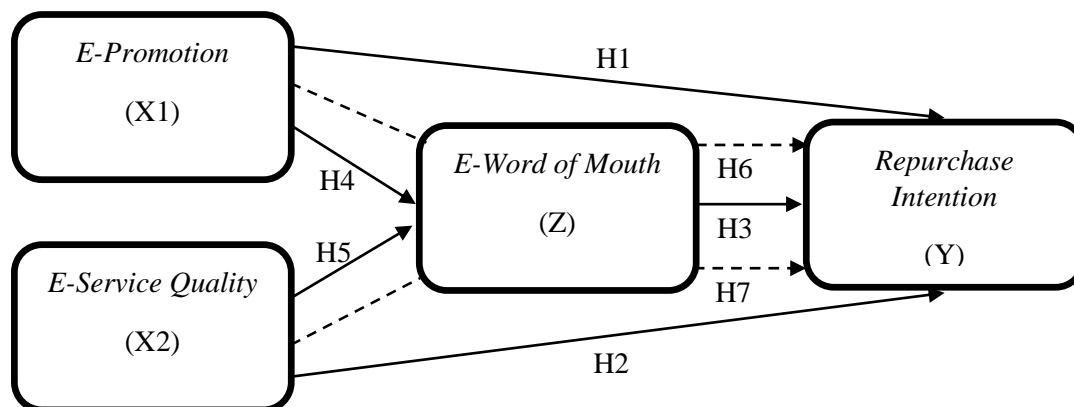 E-Promotion
(X1)
H1
H4
E-Word of Mouth
(Z)
H6
H3
H7
Repurchase
Intention
(Y)
H5
E-Service Quality
(X2)
H2